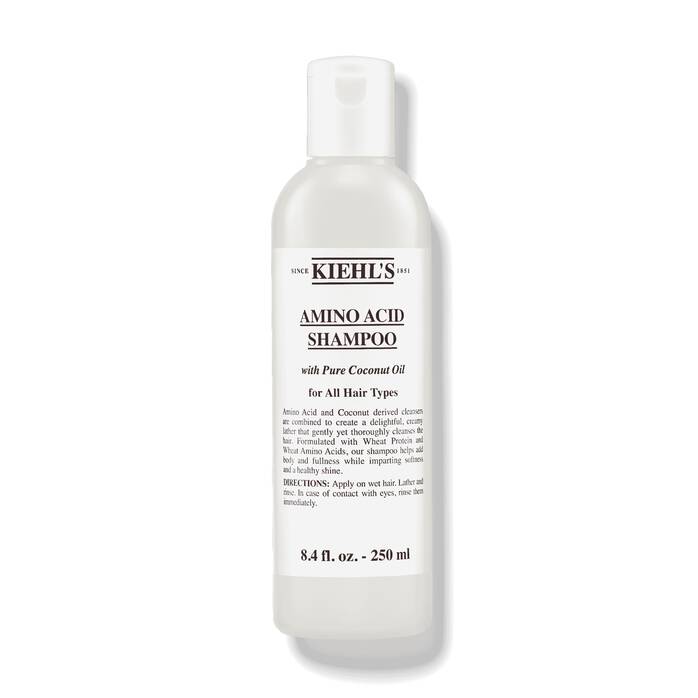 SINCE KIEHL'S 1851
AMINO ACID
SHAMPOO
with Pure Coconut Oil
for All Hair Types
Amino Acid and Coconut derived cleansers
are combined to create a delightful, creamy
lather that gently yet thoroughly cleanses the
hair. Formulated with Wheat Protein and
Wheat Amino Acids, our shampoo helps add
body and fullness while imparting softness
and a healthy shine.
DIRECTIONS: Apply on wet hair. Lather and
rinse. In case of contact with eyes, rinse them
immediately.
8.4 fl. oz. - 250 ml